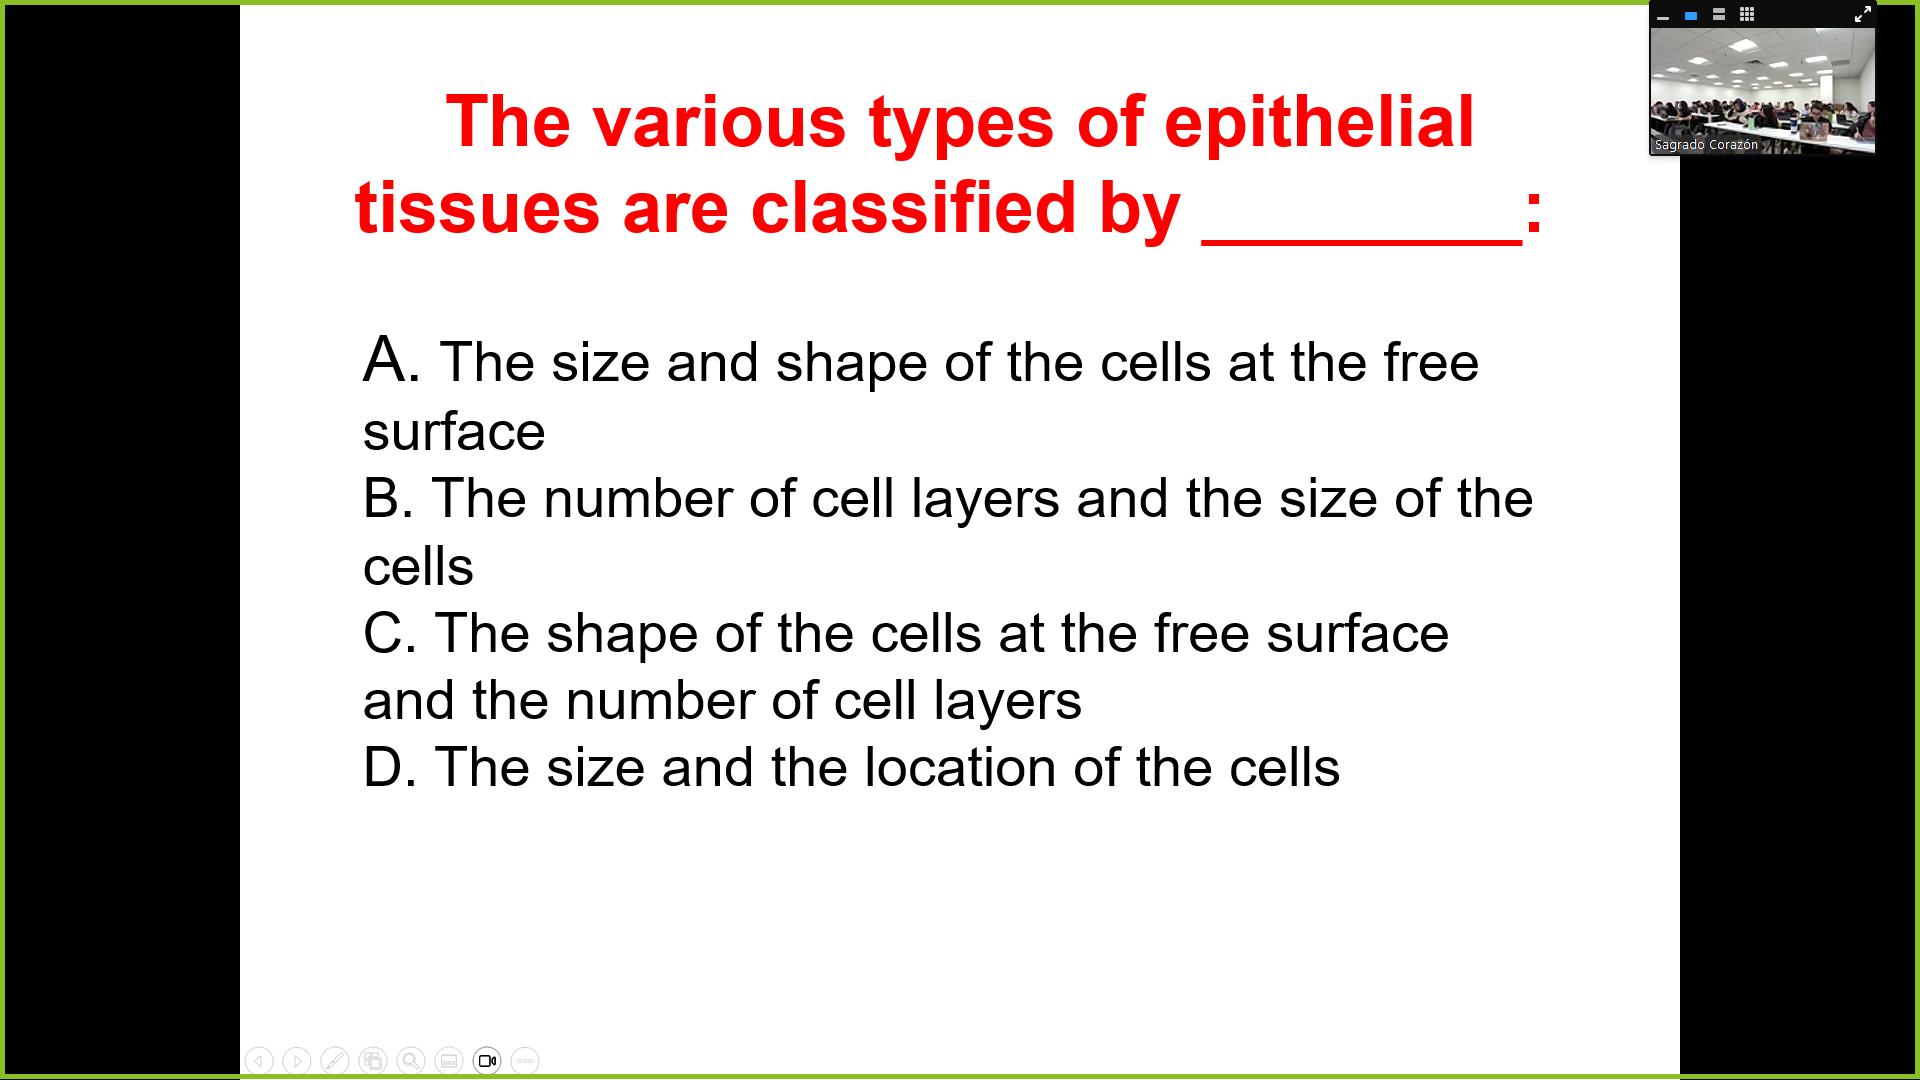 Sagrado Corazón
The various types of epithelial
tissues are classified by ________:
A. The size and shape of the cells at the free
surface
B. The number of cell layers and the size of the
cells
C. The shape of the cells at the free surface
and the number of cell layers
D. The size and the location of the cells